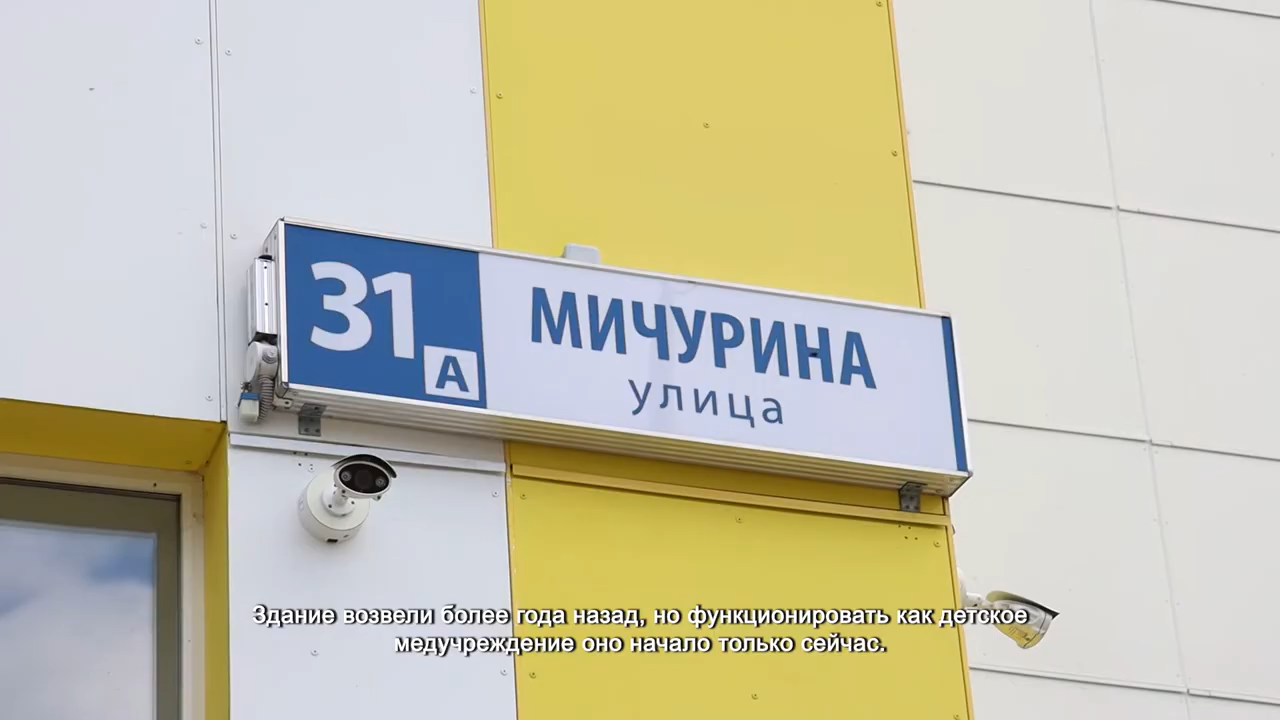 31
А
МИЧУРИНА
улица
Здание возвели более года назад, но функционировать как детское
медучреждение оно начало только сейчас.